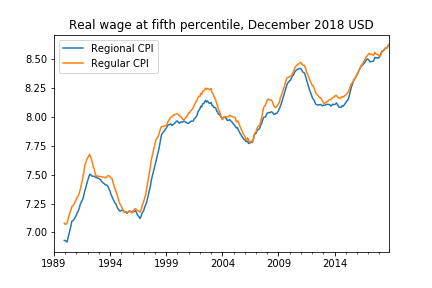 Real wage at fifth percentile, December 2018 USD
Regional CPI
Regular CPI
8.50
8.25
8.00
7.75
7.50
7.25
7.00
1989 1994 1999 2004 2009 2014